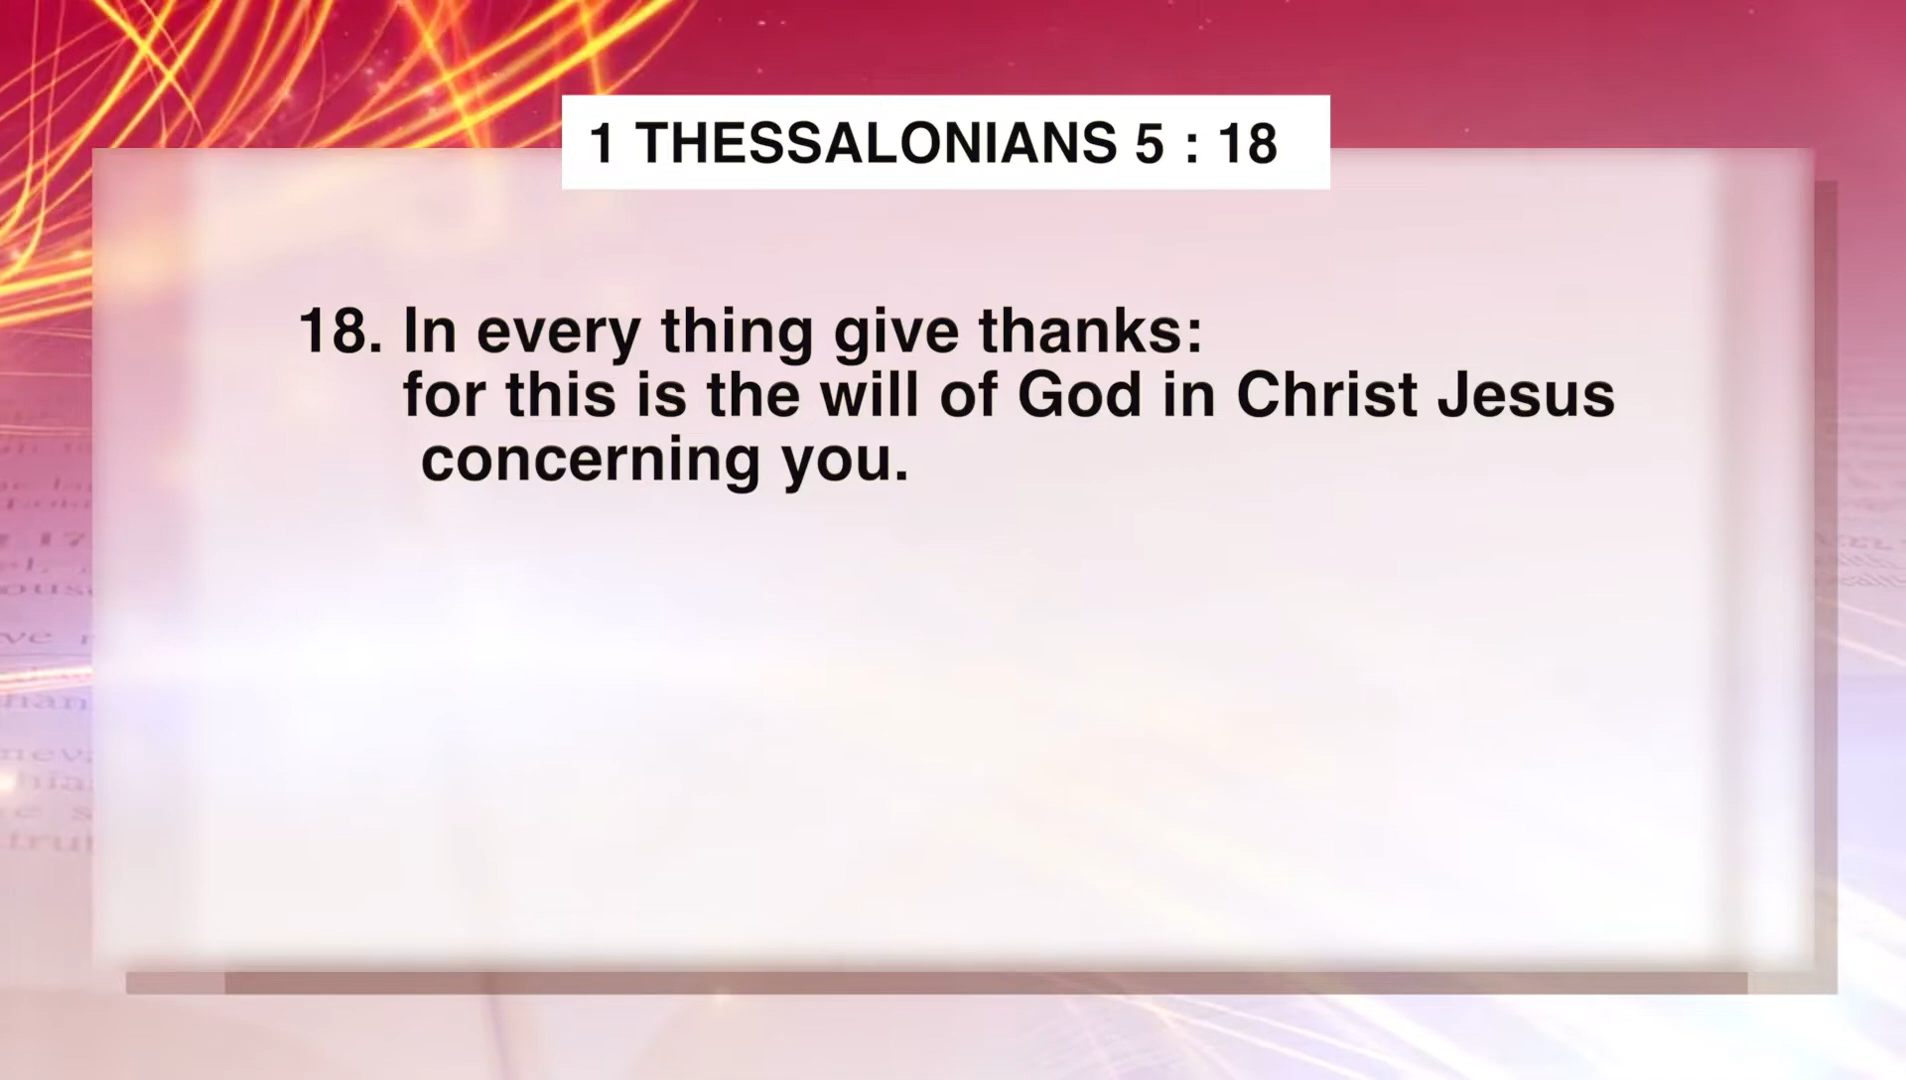 1 THESSALONIANS 5 : 18
18. In every thing give thanks:
for this is the will of God in Christ Jesus
concerning you.